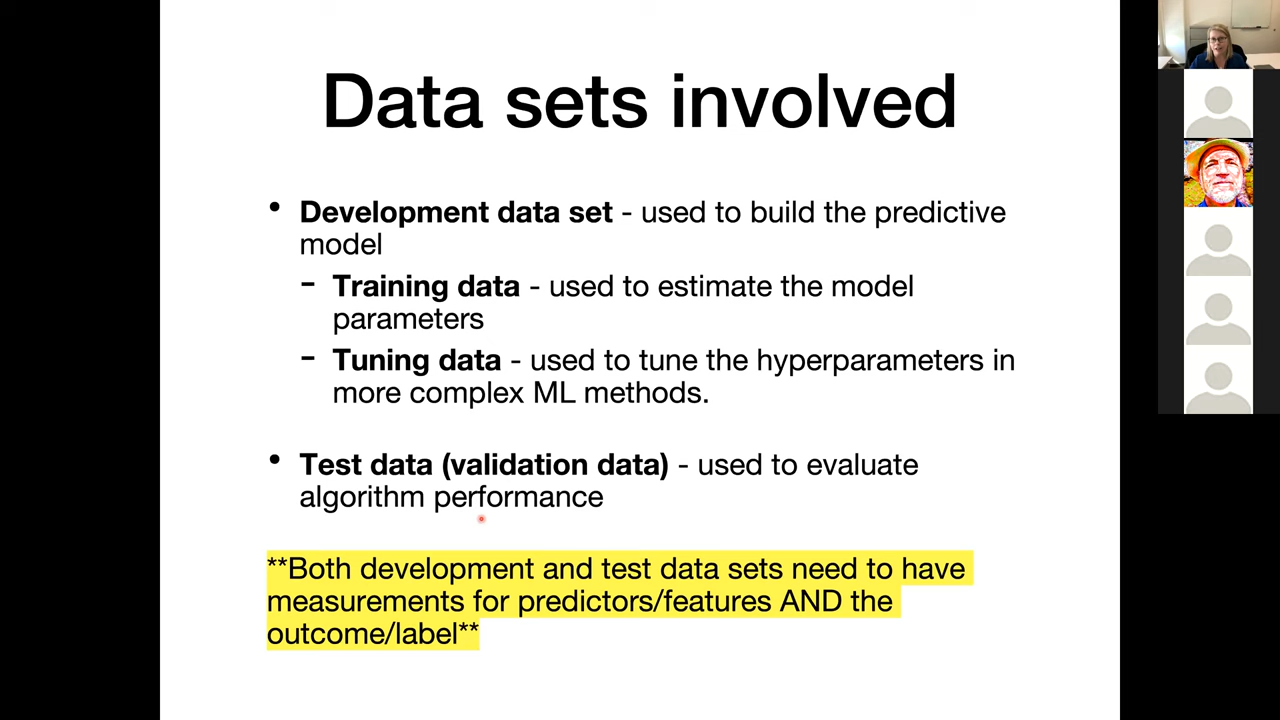 Data sets involved
• Development data set - used to build the predictive
model
- Training data - used to estimate the model
parameters
- Tuning data - used to tune the hyperparameters in
more complex ML methods.
• Test data (validation data) - used to evaluate
algorithm performance
**Both development and test data sets need to have
measurements for predictors/features AND the
outcome/label**